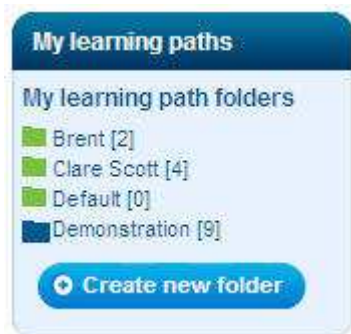 My learning paths
My learning path folders
Brent [2]
Clare Scott [4]
Default [0]
Demonstration [9]
Create new folder